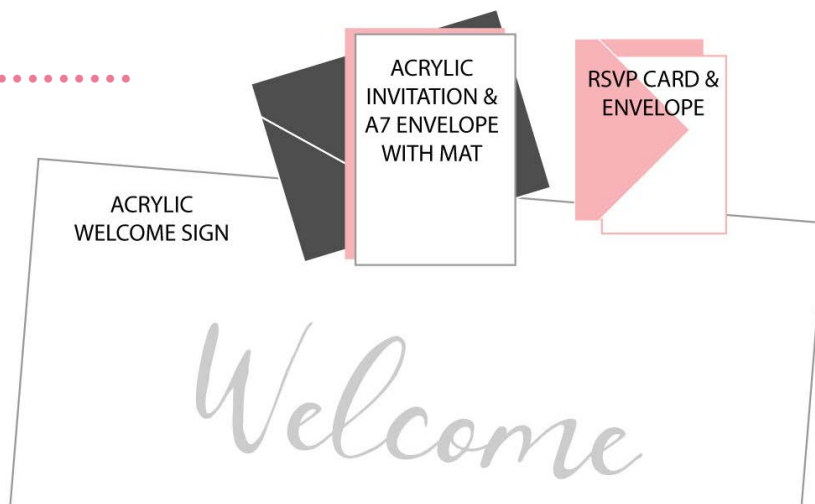 ACRYLIC
INVITATION &
A7 ENVELOPE
WITH MAT
RSVP CARD &
ENVELOPE
ACRYLIC
WELCOME SIGN
Welcome